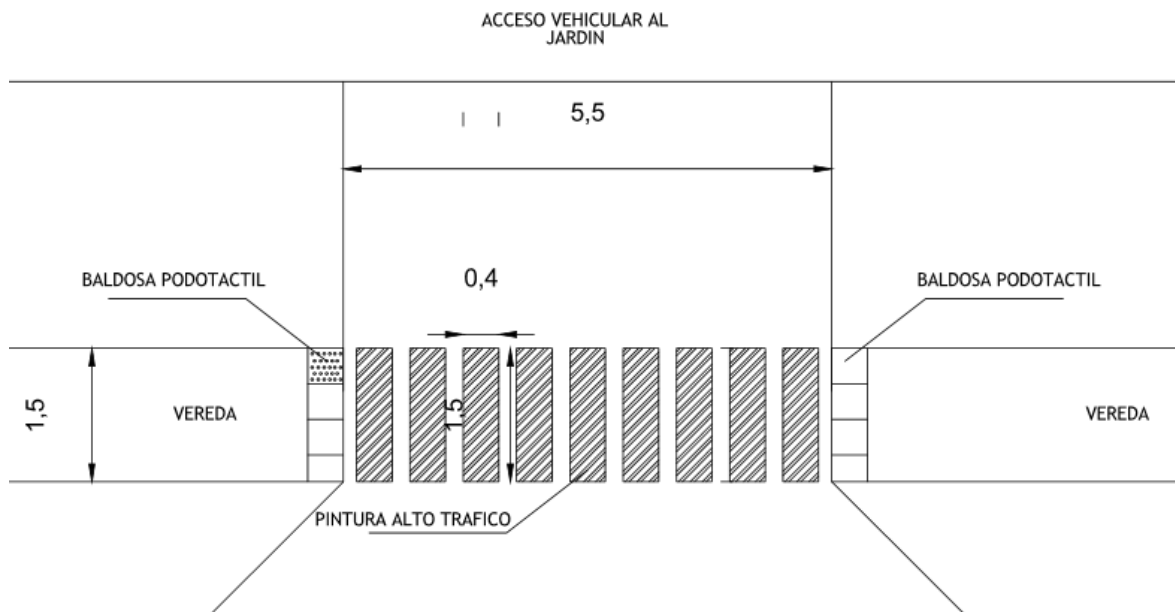 ACCESO VEHICULAR AL
JARDIN
5,5
BALDOSA PODOTACTIL
0,4
BALDOSA PODOTACTIL
1,5
VEREDA
1,5
VEREDA
PINTURA ALTO TRAFICO